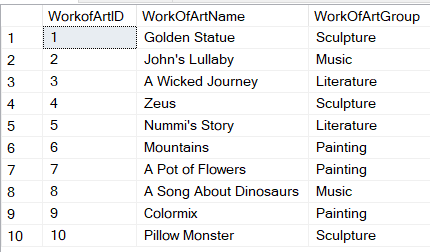 WorkofArtID WorkOfArtName WorkOfArtGroup
1 1 Golden Statue Sculpture
2 2 John's Lullaby Music
3 3 A Wicked Journey Literature
4 4 Zeus Sculpture
5 5 Nummi's Story Literature
6 6 Mountains Painting
7 7 A Pot of Flowers Painting
8 8 A Song About Dinosaurs Music
9 9 Colormix Painting
10 10 Pillow Monster Sculpture